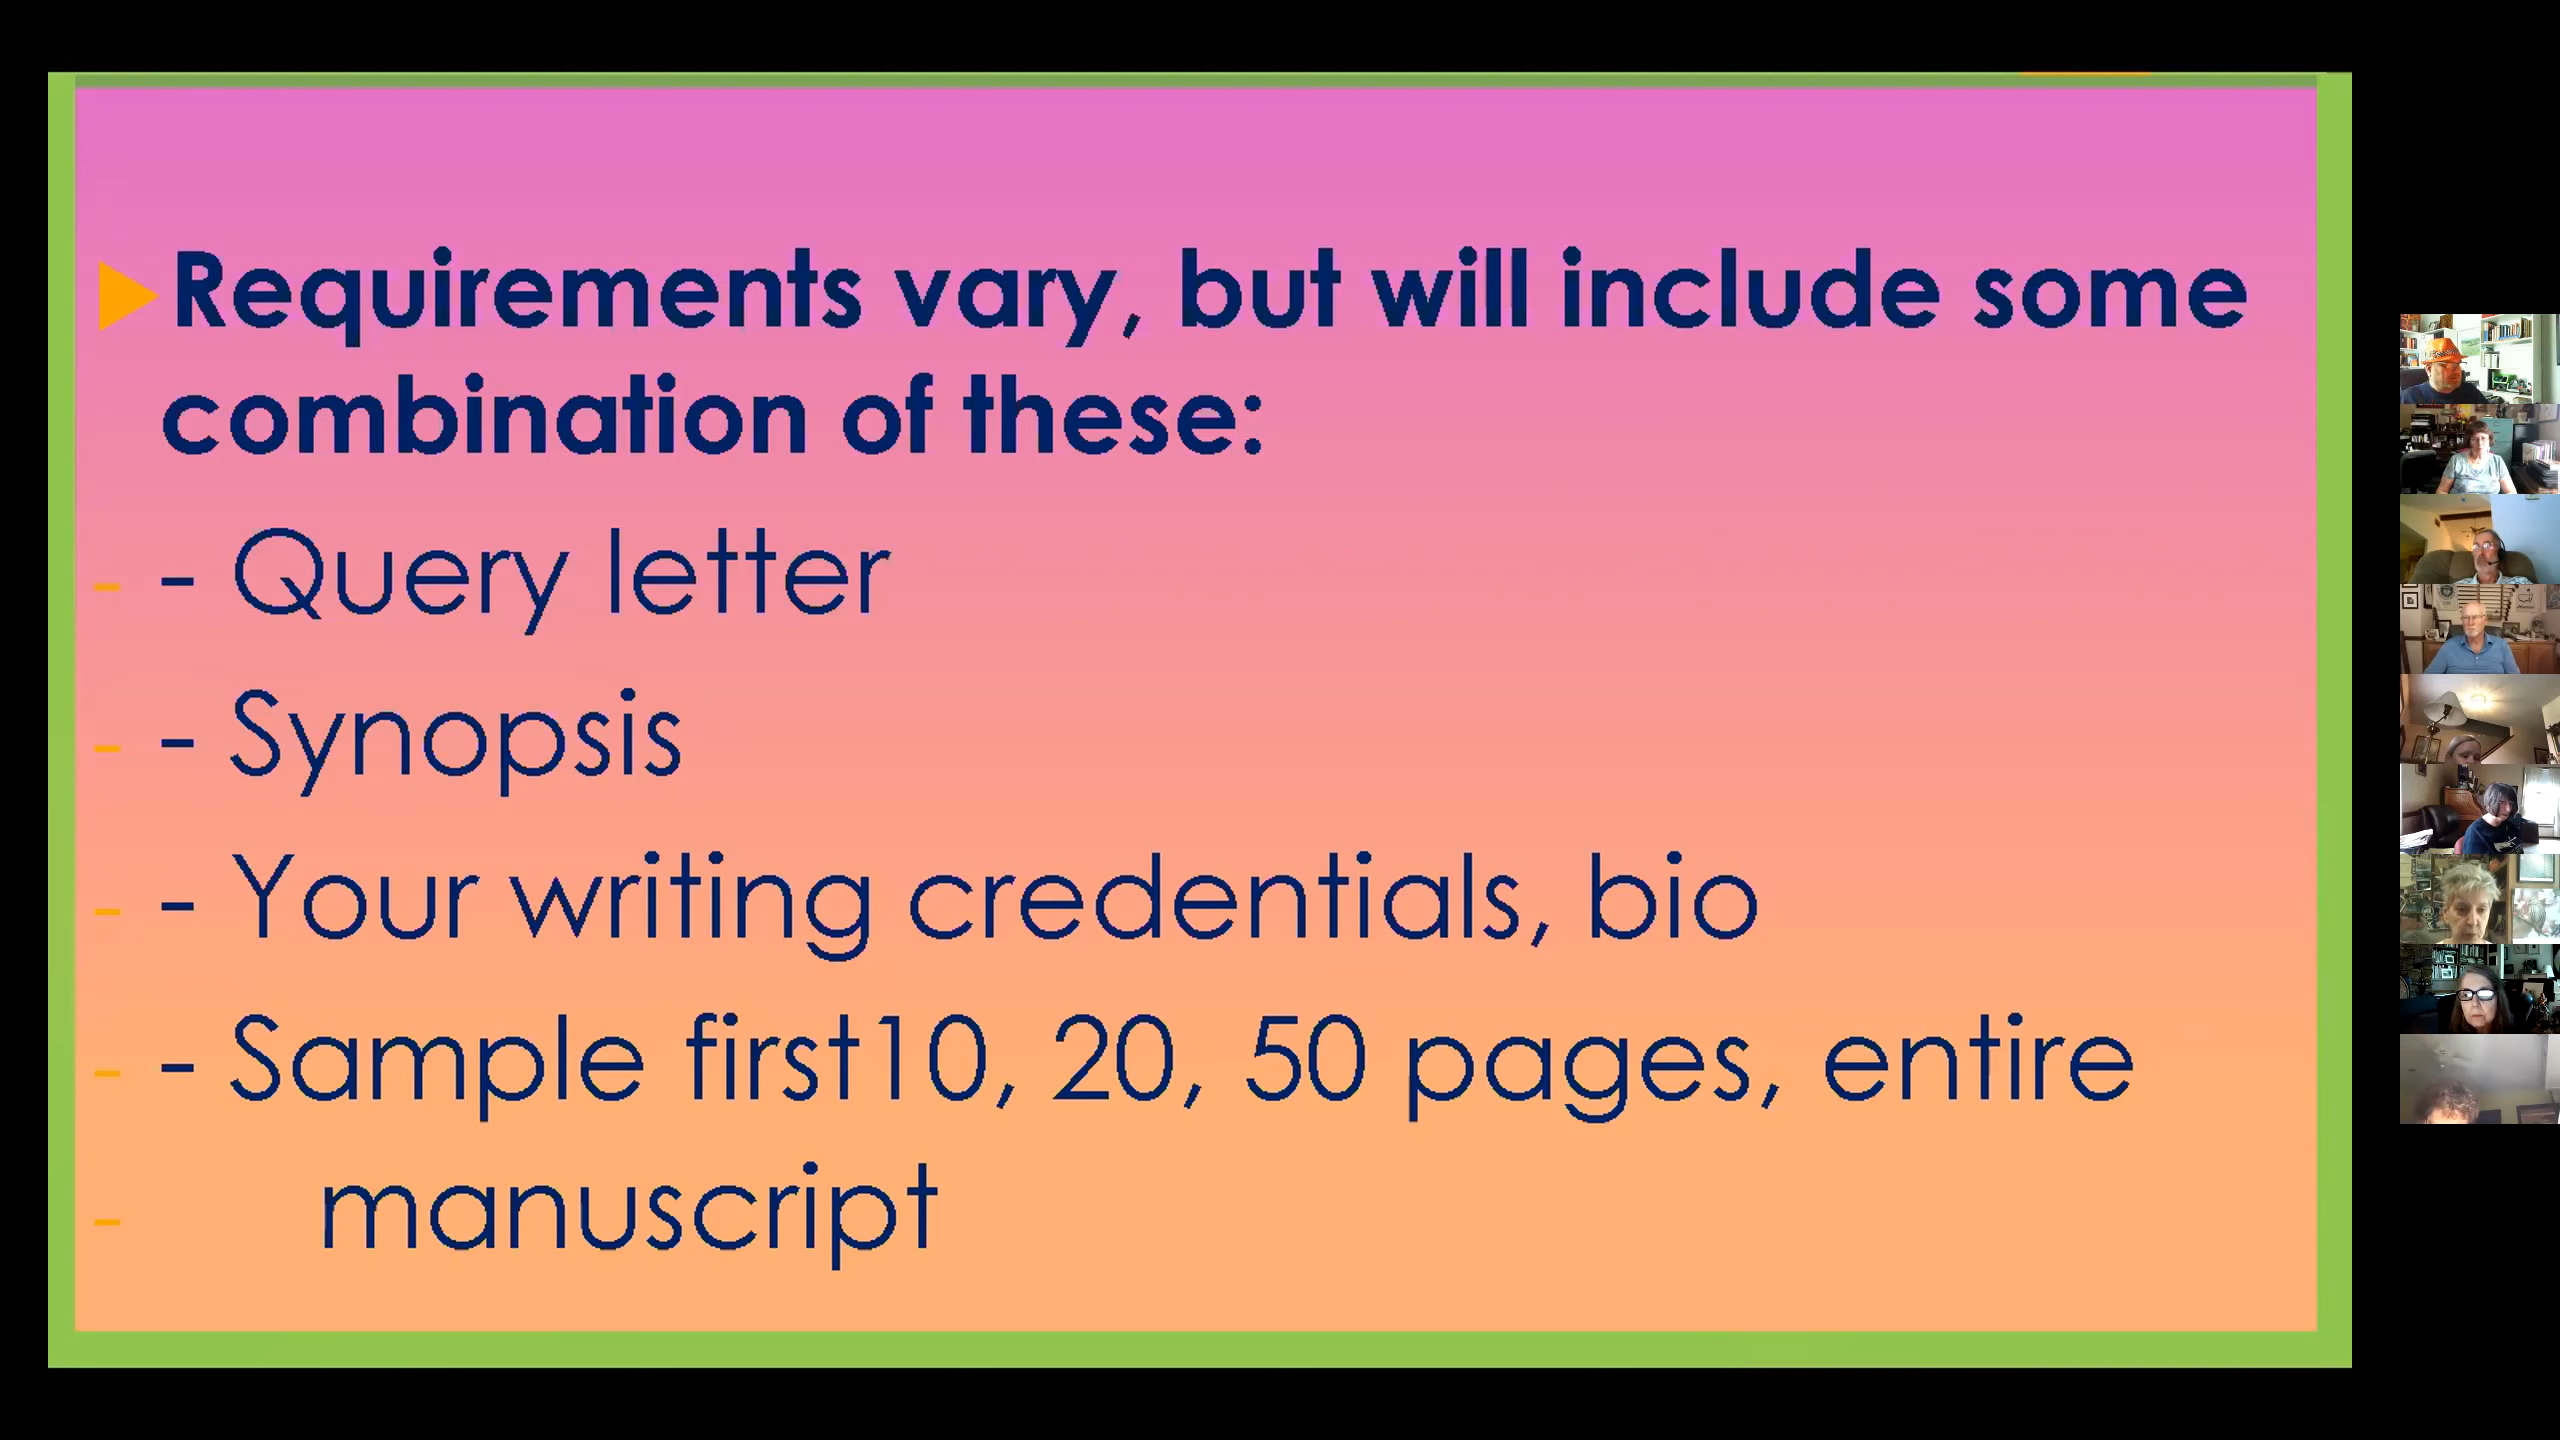 Requirements vary, but will include some
combination of these:
- - Query letter
- - Synopsis
- - Your writing credentials, bio
- - Sample first10, 20, 50 pages, entire
- manuscript